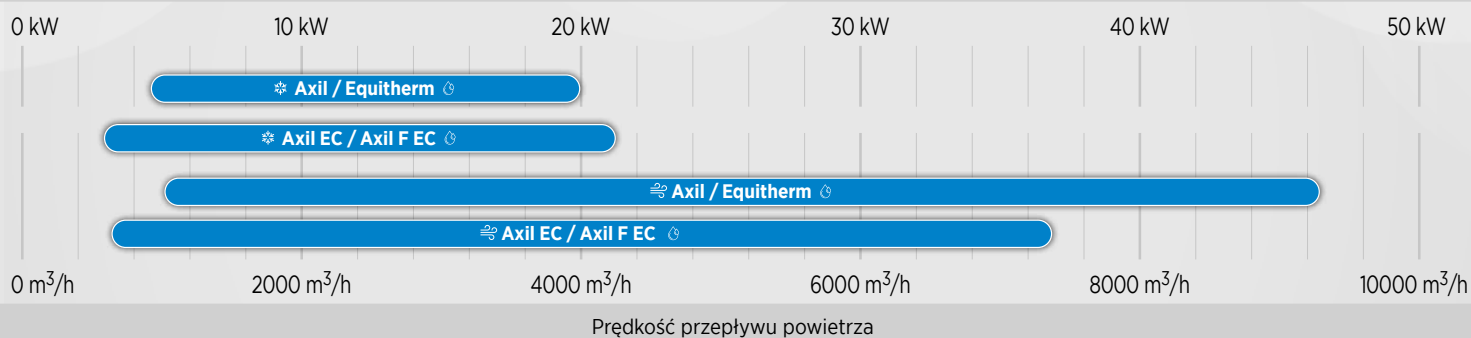 0 kW 10 kW 20 kW 30 kW 40 kW 50 kW
Axil / Equitherm
Axil EC / Axil F EC
Axil / Equitherm
Axil EC / Axil F EC
0 m³/h 2000 m³/h 4000 m³/h 6000 m³/h 8000 m³/h 10000 m³/h
Prędkość przepływu powietrza